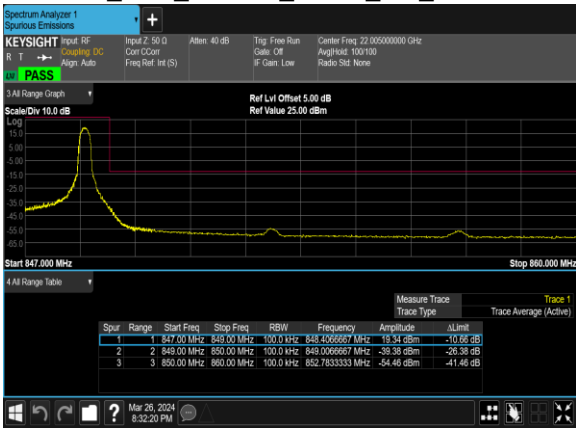 Spectrum Analyzer 1
Spurious Emissions
KEYSIGHT Input: RF
R T Coupling: DC
Align: Auto
Input Z: 50 Ω
Corr CCorr
Freq Ref: Int (S)
Atten: 40 dB
Trig: Free Run
Gate: Off
IF Gain: Low
Center Freq: 22.005000000 GHz
Avg|Hold: 100/100
Radio Std: None
PASS
3 All Range Graph
Scale/Div 10.0 dB
Ref Lvl Offset 5.00 dB
Ref Value 25.00 dBm
Log
15.0
5.00
-5.00
-15.0
-25.0
-35.0
-45.0
-55.0
-65.0
Start 847.000 MHz
Stop 860.000 MHz
4 All Range Table
Measure Trace Trace 1
Trace Type Trace Average (Active)
Spur Range Start Freq Stop Freq RBW Frequency Amplitude ΔLimit
1 1 847.00 MHz 849.00 MHz 100.0 kHz 848.4066667 MHz 19.34 dBm -10.66 dB
2 2 849.00 MHz 850.00 MHz 100.0 kHz 849.0066667 MHz -39.38 dBm -26.38 dB
3 3 850.00 MHz 860.00 MHz 100.0 kHz 852.7833333 MHz -54.46 dBm -41.46 dB
?
Mar 26, 2024
8:32:20 PM